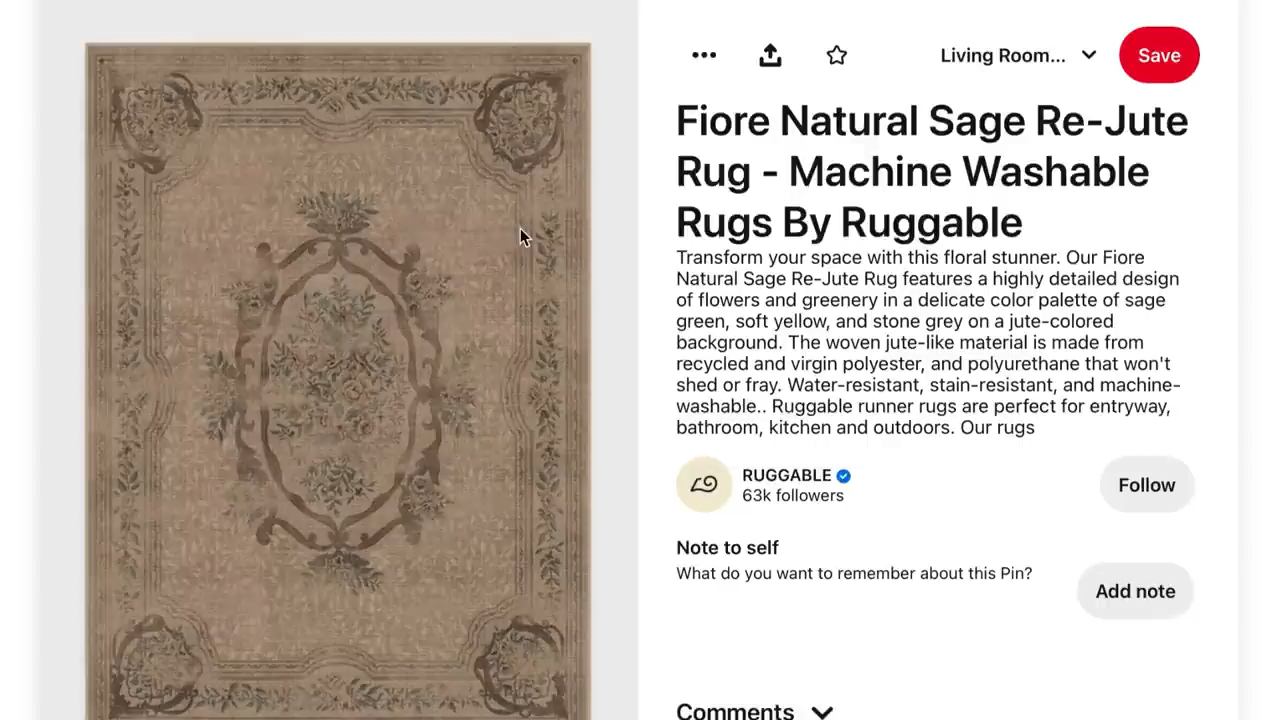 Living Room...
Save
Fiore Natural Sage Re-Jute
Rug - Machine Washable
Rugs By Ruggable
Transform your space with this floral stunner. Our Fiore
Natural Sage Re-Jute Rug features a highly detailed design
of flowers and greenery in a delicate color palette of sage
green, soft yellow, and stone grey on a jute-colored
background. The woven jute-like material is made from
recycled and virgin polyester, and polyurethane that won't
shed or fray. Water-resistant, stain-resistant, and machine-
washable.. Ruggable runner rugs are perfect for entryway,
bathroom, kitchen and outdoors. Our rugs
RUGGABLE
63k followers
Follow
Note to self
What do you want to remember about this Pin?
Add note
Comments